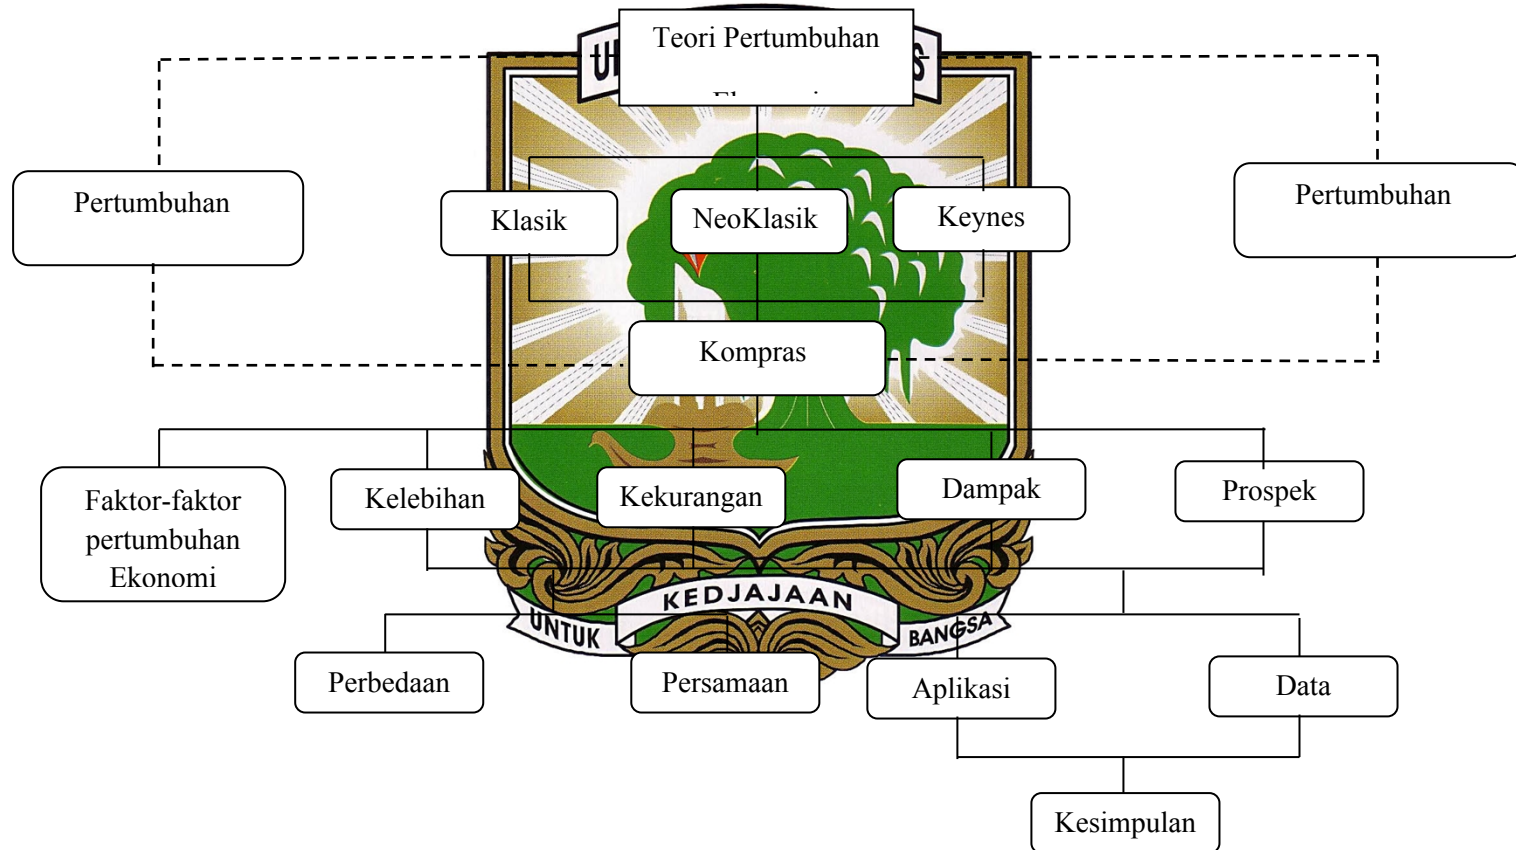 Teori Pertumbuhan
Pertumbuhan
Klasik
NeoKlasik
Keynes
Pertumbuhan
Kompras
Faktor-faktor
pertumbuhan
Ekonomi
Kelebihan
Kekurangan
Dampak
Prospek
KEDJAJAAN
UNTUK
BANGSA
Perbedaan
Persamaan
Aplikasi
Data
Kesimpulan